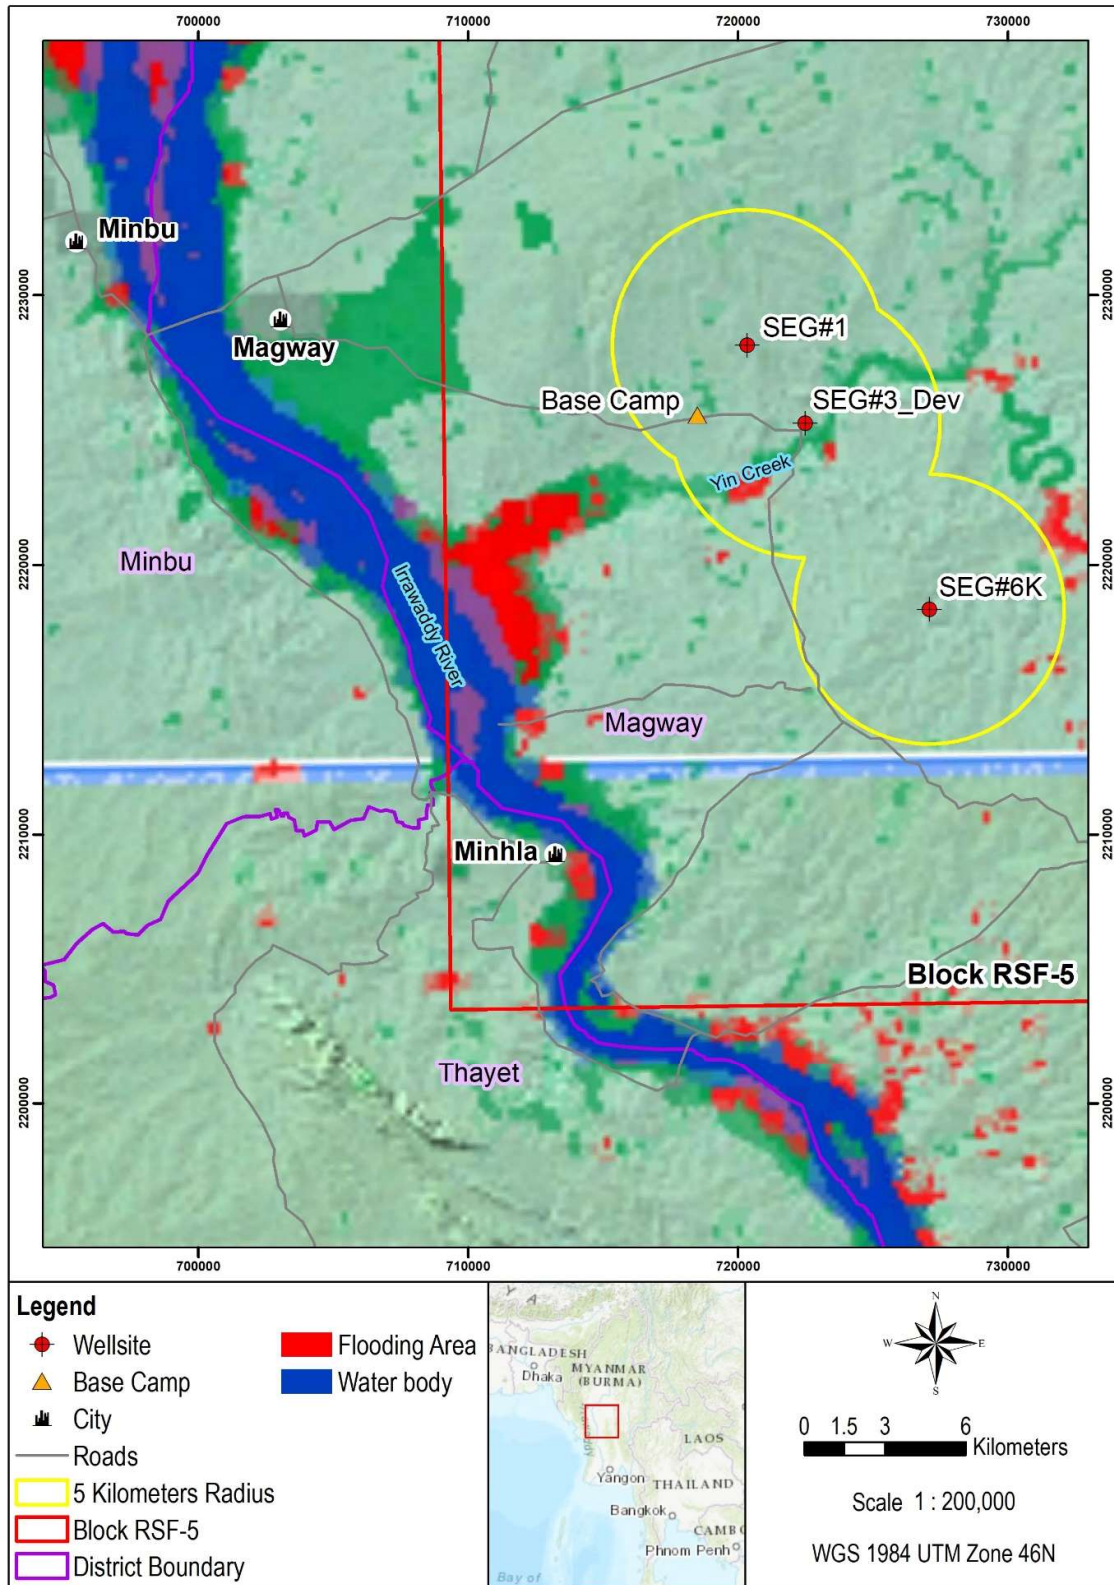 700000 710000 720000 730000
Minbu
2230000 2230000
Magway
SEG#1
Base Camp
SEG#3_Dev
Yin Creek
Minbu
2220000 2220000
Irrawaddy River
SEG#6K
Magway
2210000 2210000
Minhla
Block RSF-5
Thayet
2200000 2200000
700000 710000 720000 730000
Legend
Wellsite
Base Camp
City
Roads
5 Kilometers Radius
Block RSF-5
District Boundary
Flooding Area
Water body
Y A
BANGLADESH
Dhaka
MYANMAR
(BURMA)
LAOS
Yangon
THAILAND
Bangkok
CAMBO
Phnom Penh
Bay of
N
W E
S
0 1.5 3 6
Kilometers
Scale 1 : 200,000
WGS 1984 UTM Zone 46N